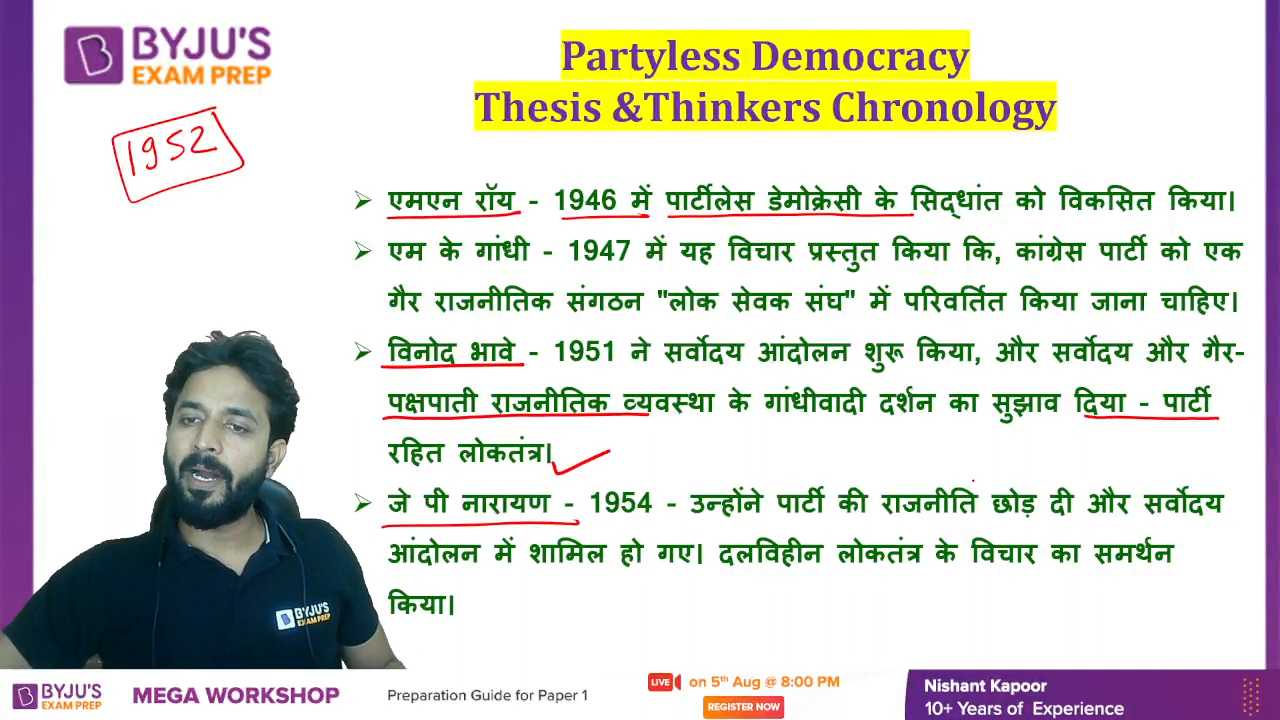 BYJU'S
EXAM PREP
Partyless Democracy
Thesis &Thinkers Chronology
1952
➢ एमएन रॉय - 1946 में पार्टीलेस डेमोक्रेसी के सिद्धांत को विकसित किया।
➢ एम के गांधी - 1947 में यह विचार प्रस्तुत किया कि, कांग्रेस पार्टी को एक
गैर राजनीतिक संगठन "लोक सेवक संघ" में परिवर्तित किया जाना चाहिए।
➢ विनोद भावे - 1951 ने सर्वोदय आंदोलन शुरू किया, और सर्वोदय और गैर-
पक्षपाती राजनीतिक व्यवस्था के गांधीवादी दर्शन का सुझाव दिया - पार्टी
रहित लोकतंत्र।
➢ जे पी नारायण - 1954 - उन्होंने पार्टी की राजनीति छोड़ दी और सर्वोदय
आंदोलन में शामिल हो गए। दलविहीन लोकतंत्र के विचार का समर्थन
किया।
BYJU'S
EXAM PREP
BYJU'S
EXAM PREP
MEGA WORKSHOP
Preparation Guide for Paper 1
LIVE
on 5th Aug @ 8:00 PM
REGISTER NOW
Nishant Kapoor
10+ Years of Experience